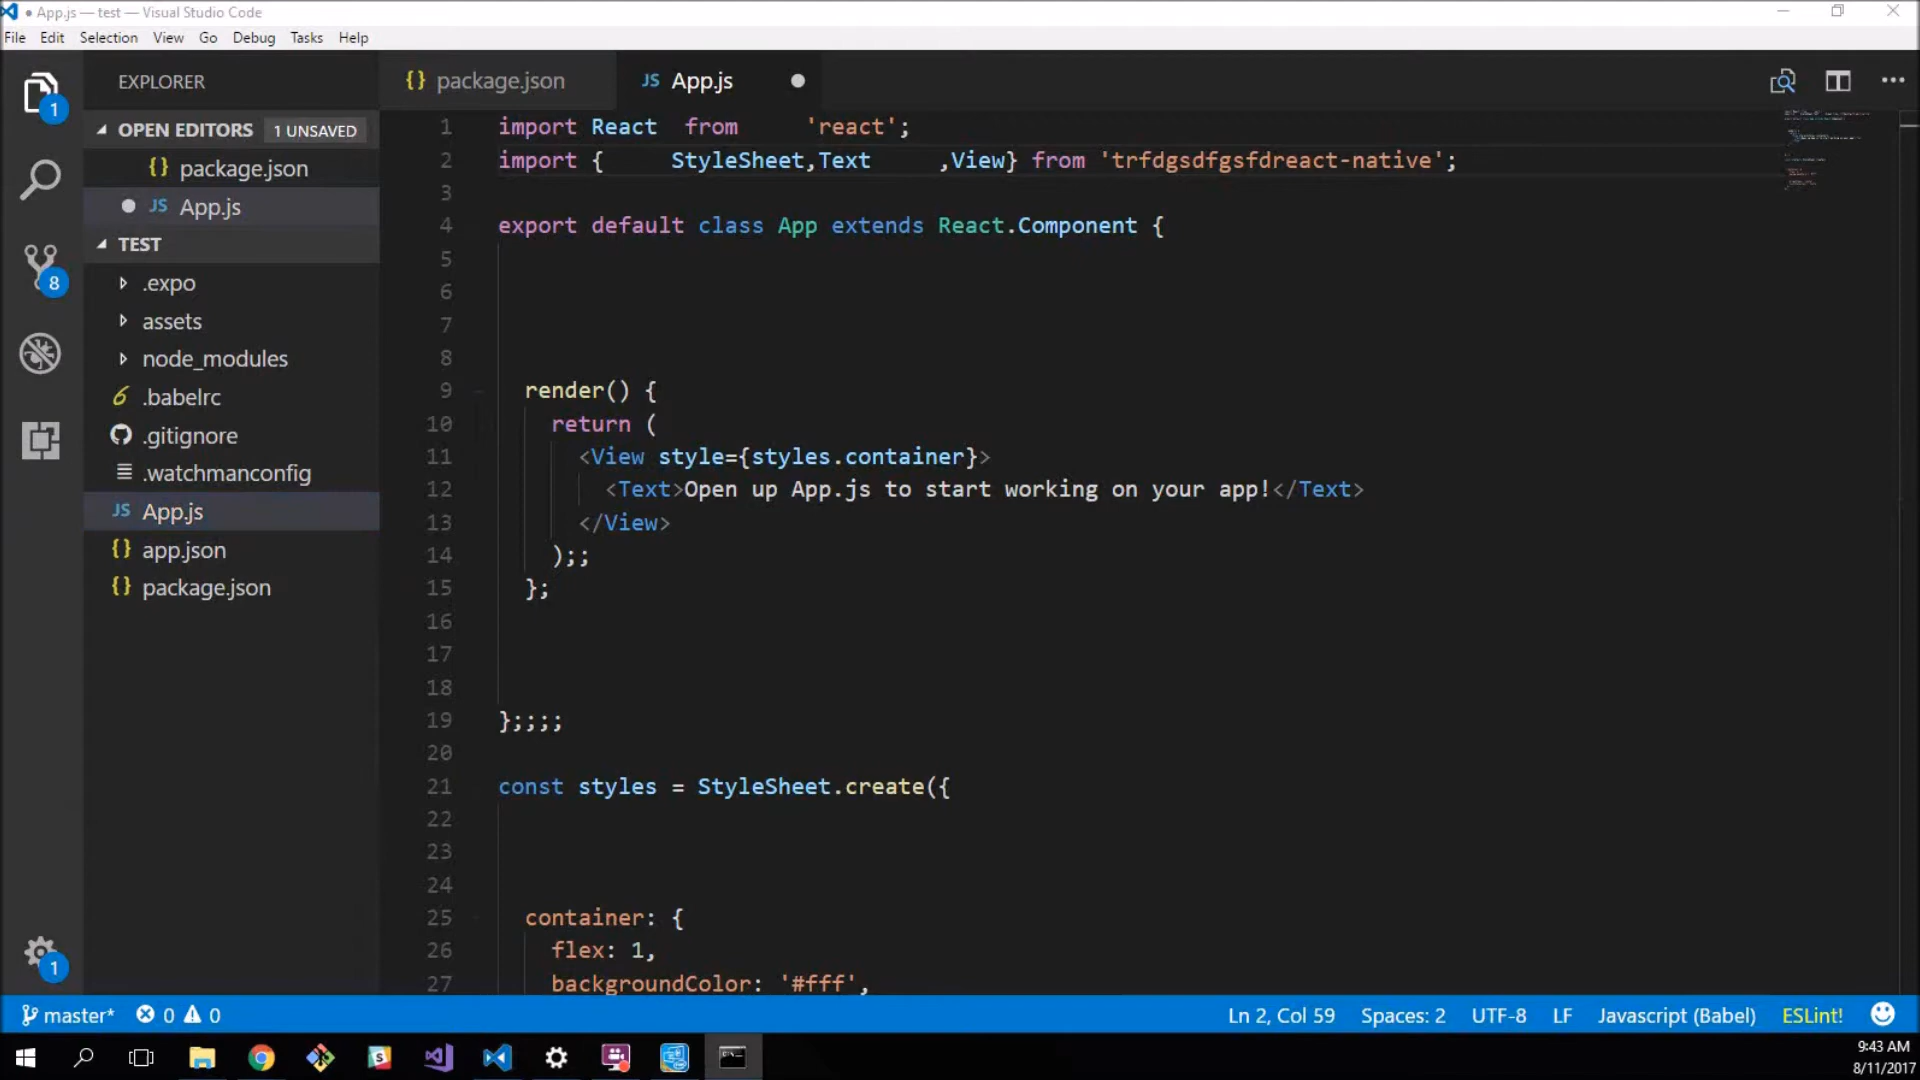 ● App.js — test — Visual Studio Code
File Edit Selection View Go Debug Tasks Help
EXPLORER
OPEN EDITORS 1 UNSAVED
{} package.json
● JS App.js
TEST
.expo
assets
node_modules
.babelrc
.gitignore
.watchmanconfig
JS App.js
{} app.json
{} package.json
1
8
1
{} package.json JS App.js ●
1 import React from 'react';
2 import { StyleSheet,Text ,View} from 'trfdgsdfgsfdreact-native';
3
4 export default class App extends React.Component {
5
6
7
8
9 render() {
10 return (
11 <View style={styles.container}>
12 <Text>Open up App.js to start working on your app!</Text>
13 </View>
14 );;
15 };
16
17
18
19 };;;;
20
21 const styles = StyleSheet.create({
22
23
24
25 container: {
26 flex: 1,
27 backgroundColor: '#fff',
master* 0 0 Ln 2, Col 59 Spaces: 2 UTF-8 LF Javascript (Babel) ESLint!
9:43 AM
8/11/2017